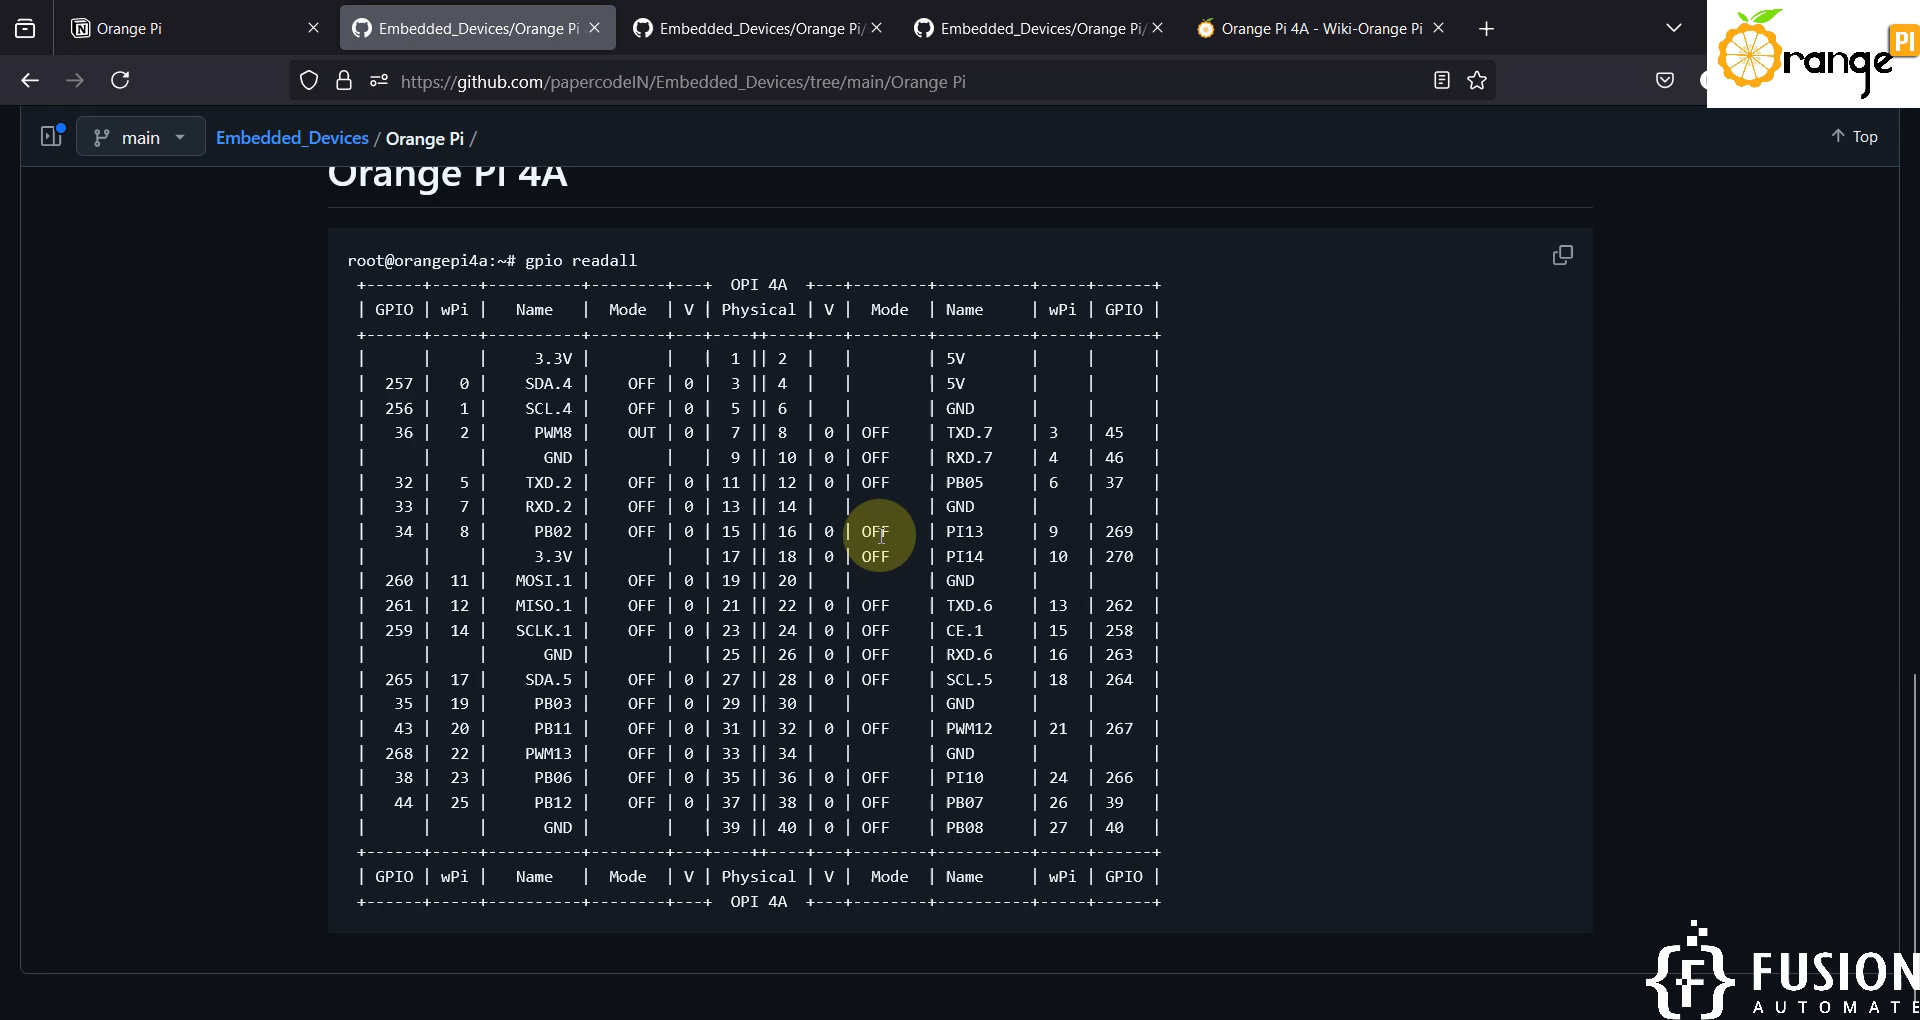 Orange Pi
Embedded_Devices/Orange Pi
Embedded_Devices/Orange Pi/
Embedded_Devices/Orange Pi/
Orange Pi 4A - Wiki-Orange Pi
https://github.com/papercodeIN/Embedded_Devices/tree/main/Orange Pi
range PI
main
Embedded_Devices / Orange Pi /
Top
Orange Pi 4A
root@orangepi4a:~# gpio readall
+------+-----+----------+--------+---+ OPI 4A +---+--------+----------+-----+------+
| GPIO | wPi | Name | Mode | V | Physical | V | Mode | Name | wPi | GPIO |
+------+-----+----------+--------+---+----++----+---+--------+----------+-----+------+
| | | 3.3V | | | 1 || 2 | | | 5V | | |
| 257 | 0 | SDA.4 | OFF | 0 | 3 || 4 | | | 5V | | |
| 256 | 1 | SCL.4 | OFF | 0 | 5 || 6 | | | GND | | |
| 36 | 2 | PWM8 | OUT | 0 | 7 || 8 | 0 | OFF | TXD.7 | 3 | 45 |
| | | GND | | | 9 || 10 | 0 | OFF | RXD.7 | 4 | 46 |
| 32 | 5 | TXD.2 | OFF | 0 | 11 || 12 | 0 | OFF | PB05 | 6 | 37 |
| 33 | 7 | RXD.2 | OFF | 0 | 13 || 14 | | | GND | | |
| 34 | 8 | PB02 | OFF | 0 | 15 || 16 | 0 | OFF | PI13 | 9 | 269 |
| | | 3.3V | | | 17 || 18 | 0 | OFF | PI14 | 10 | 270 |
| 260 | 11 | MOSI.1 | OFF | 0 | 19 || 20 | | | GND | | |
| 261 | 12 | MISO.1 | OFF | 0 | 21 || 22 | 0 | OFF | TXD.6 | 13 | 262 |
| 259 | 14 | SCLK.1 | OFF | 0 | 23 || 24 | 0 | OFF | CE.1 | 15 | 258 |
| | | GND | | | 25 || 26 | 0 | OFF | RXD.6 | 16 | 263 |
| 265 | 17 | SDA.5 | OFF | 0 | 27 || 28 | 0 | OFF | SCL.5 | 18 | 264 |
| 35 | 19 | PB03 | OFF | 0 | 29 || 30 | | | GND | | |
| 43 | 20 | PB11 | OFF | 0 | 31 || 32 | 0 | OFF | PWM12 | 21 | 267 |
| 268 | 22 | PWM13 | OFF | 0 | 33 || 34 | | | GND | | |
| 38 | 23 | PB06 | OFF | 0 | 35 || 36 | 0 | OFF | PI10 | 24 | 266 |
| 44 | 25 | PB12 | OFF | 0 | 37 || 38 | 0 | OFF | PB07 | 26 | 39 |
| | | GND | | | 39 || 40 | 0 | OFF | PB08 | 27 | 40 |
+------+-----+----------+--------+---+----++----+---+--------+----------+-----+------+
| GPIO | wPi | Name | Mode | V | Physical | V | Mode | Name | wPi | GPIO |
+------+-----+----------+--------+---+ OPI 4A +---+--------+----------+-----+------+
{F} FUSION
AUTOMATE